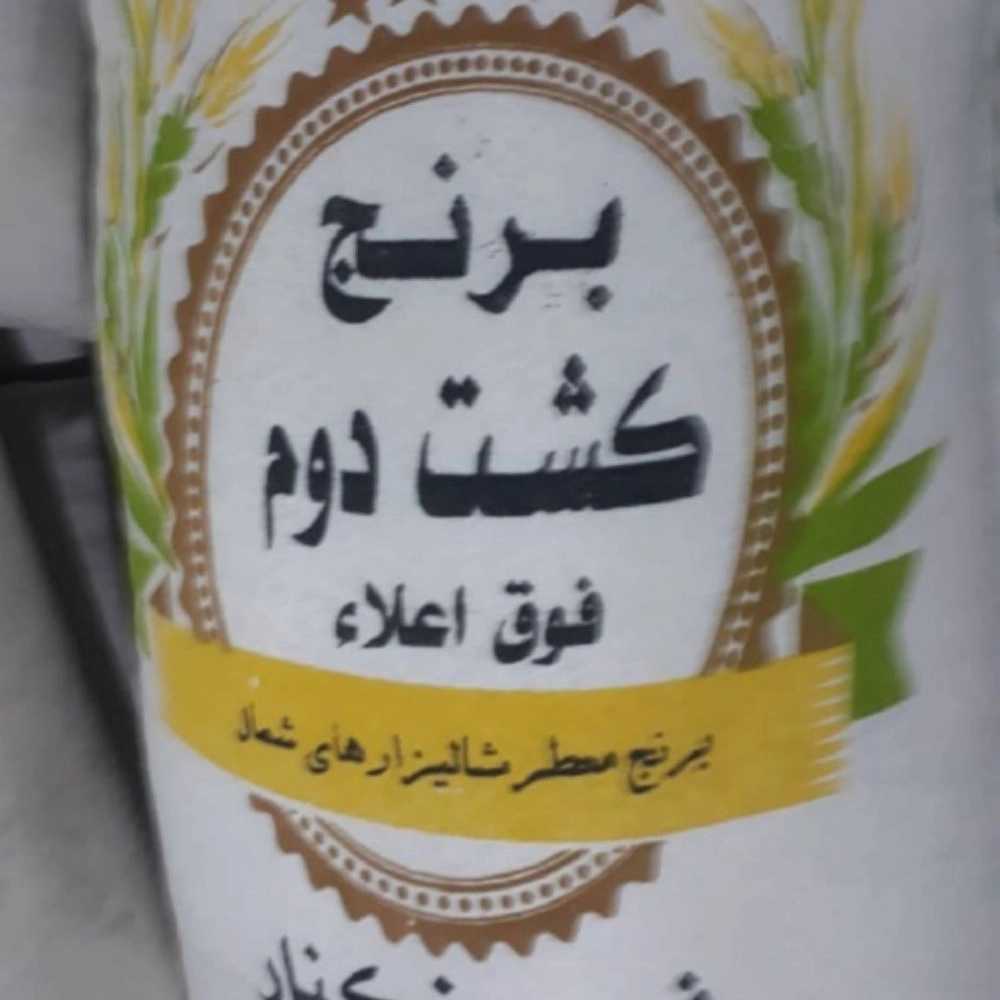 برنج
کشت دوم
فوق اعلاء
برنج معطر شالیزارهای شمال